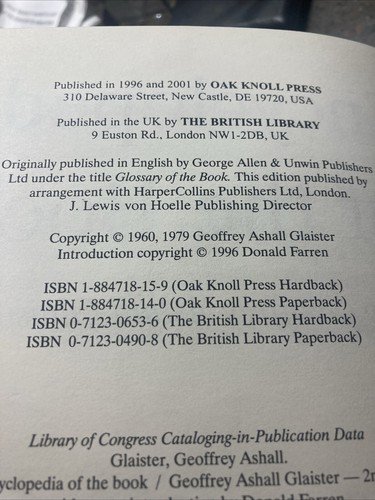 Published in 1996 and 2001 by OAK KNOLL PRESS
310 Delaware Street, New Castle, DE 19720, USA
Published in the UK by THE BRITISH LIBRARY
9 Euston Rd., London NW1-2DB, UK
Originally published in English by George Allen & Unwin Publishers
Ltd under the title Glossary of the Book. This edition published by
arrangement with HarperCollins Publishers Ltd, London.
J. Lewis von Hoelle Publishing Director
Copyright © 1960, 1979 Geoffrey Ashall Glaister
Introduction copyright © 1996 Donald Farren
ISBN 1-884718-15-9 (Oak Knoll Press Hardback)
ISBN 1-884718-14-0 (Oak Knoll Press Paperback)
ISBN 0-7123-0653-6 (The British Library Hardback)
ISBN 0-7123-0490-8 (The British Library Paperback)
Library of Congress Cataloging-in-Publication Data
Glaister, Geoffrey Ashall.
cyclopedia of the book / Geoffrey Ashall Glaister — 2n
Donald Farren